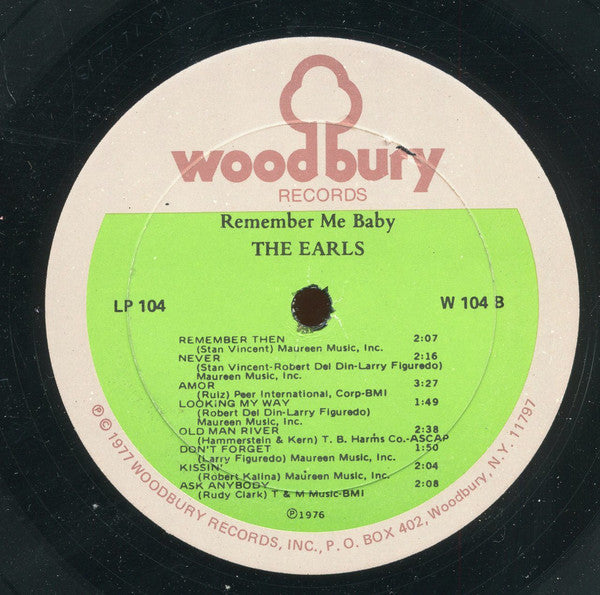 woodbury
RECORDS
Remember Me Baby
THE EARLS
LP 104
W 104 B
REMEMBER THEN 2:07
(Stan Vincent) Maureen Music, Inc.
NEVER 2:16
(Stan Vincent-Robert Del Din-Larry Figuredo)
Maureen Music, Inc.
AMOR 3:27
(Ruiz) Peer International, Corp-BMI
LOOKING MY WAY 1:49
(Robert Del Din-Larry Figuredo)
Maureen Music, Inc.
OLD MAN RIVER 2:38
(Hammerstein & Kern) T. B. Harms Co-ASCAP
DON'T FORGET 1:50
(Larry Figuredo) Maureen Music, Inc.
KISSIN' 2:04
(Robert Kalina) Maureen Music, Inc.
ASK ANYBODY 2:08
(Rudy Clark) T & M Music-BMI
℗1976
℗ © 1977 WOODBURY RECORDS, INC., P. O. BOX 402, Woodbury, N.Y. 11797